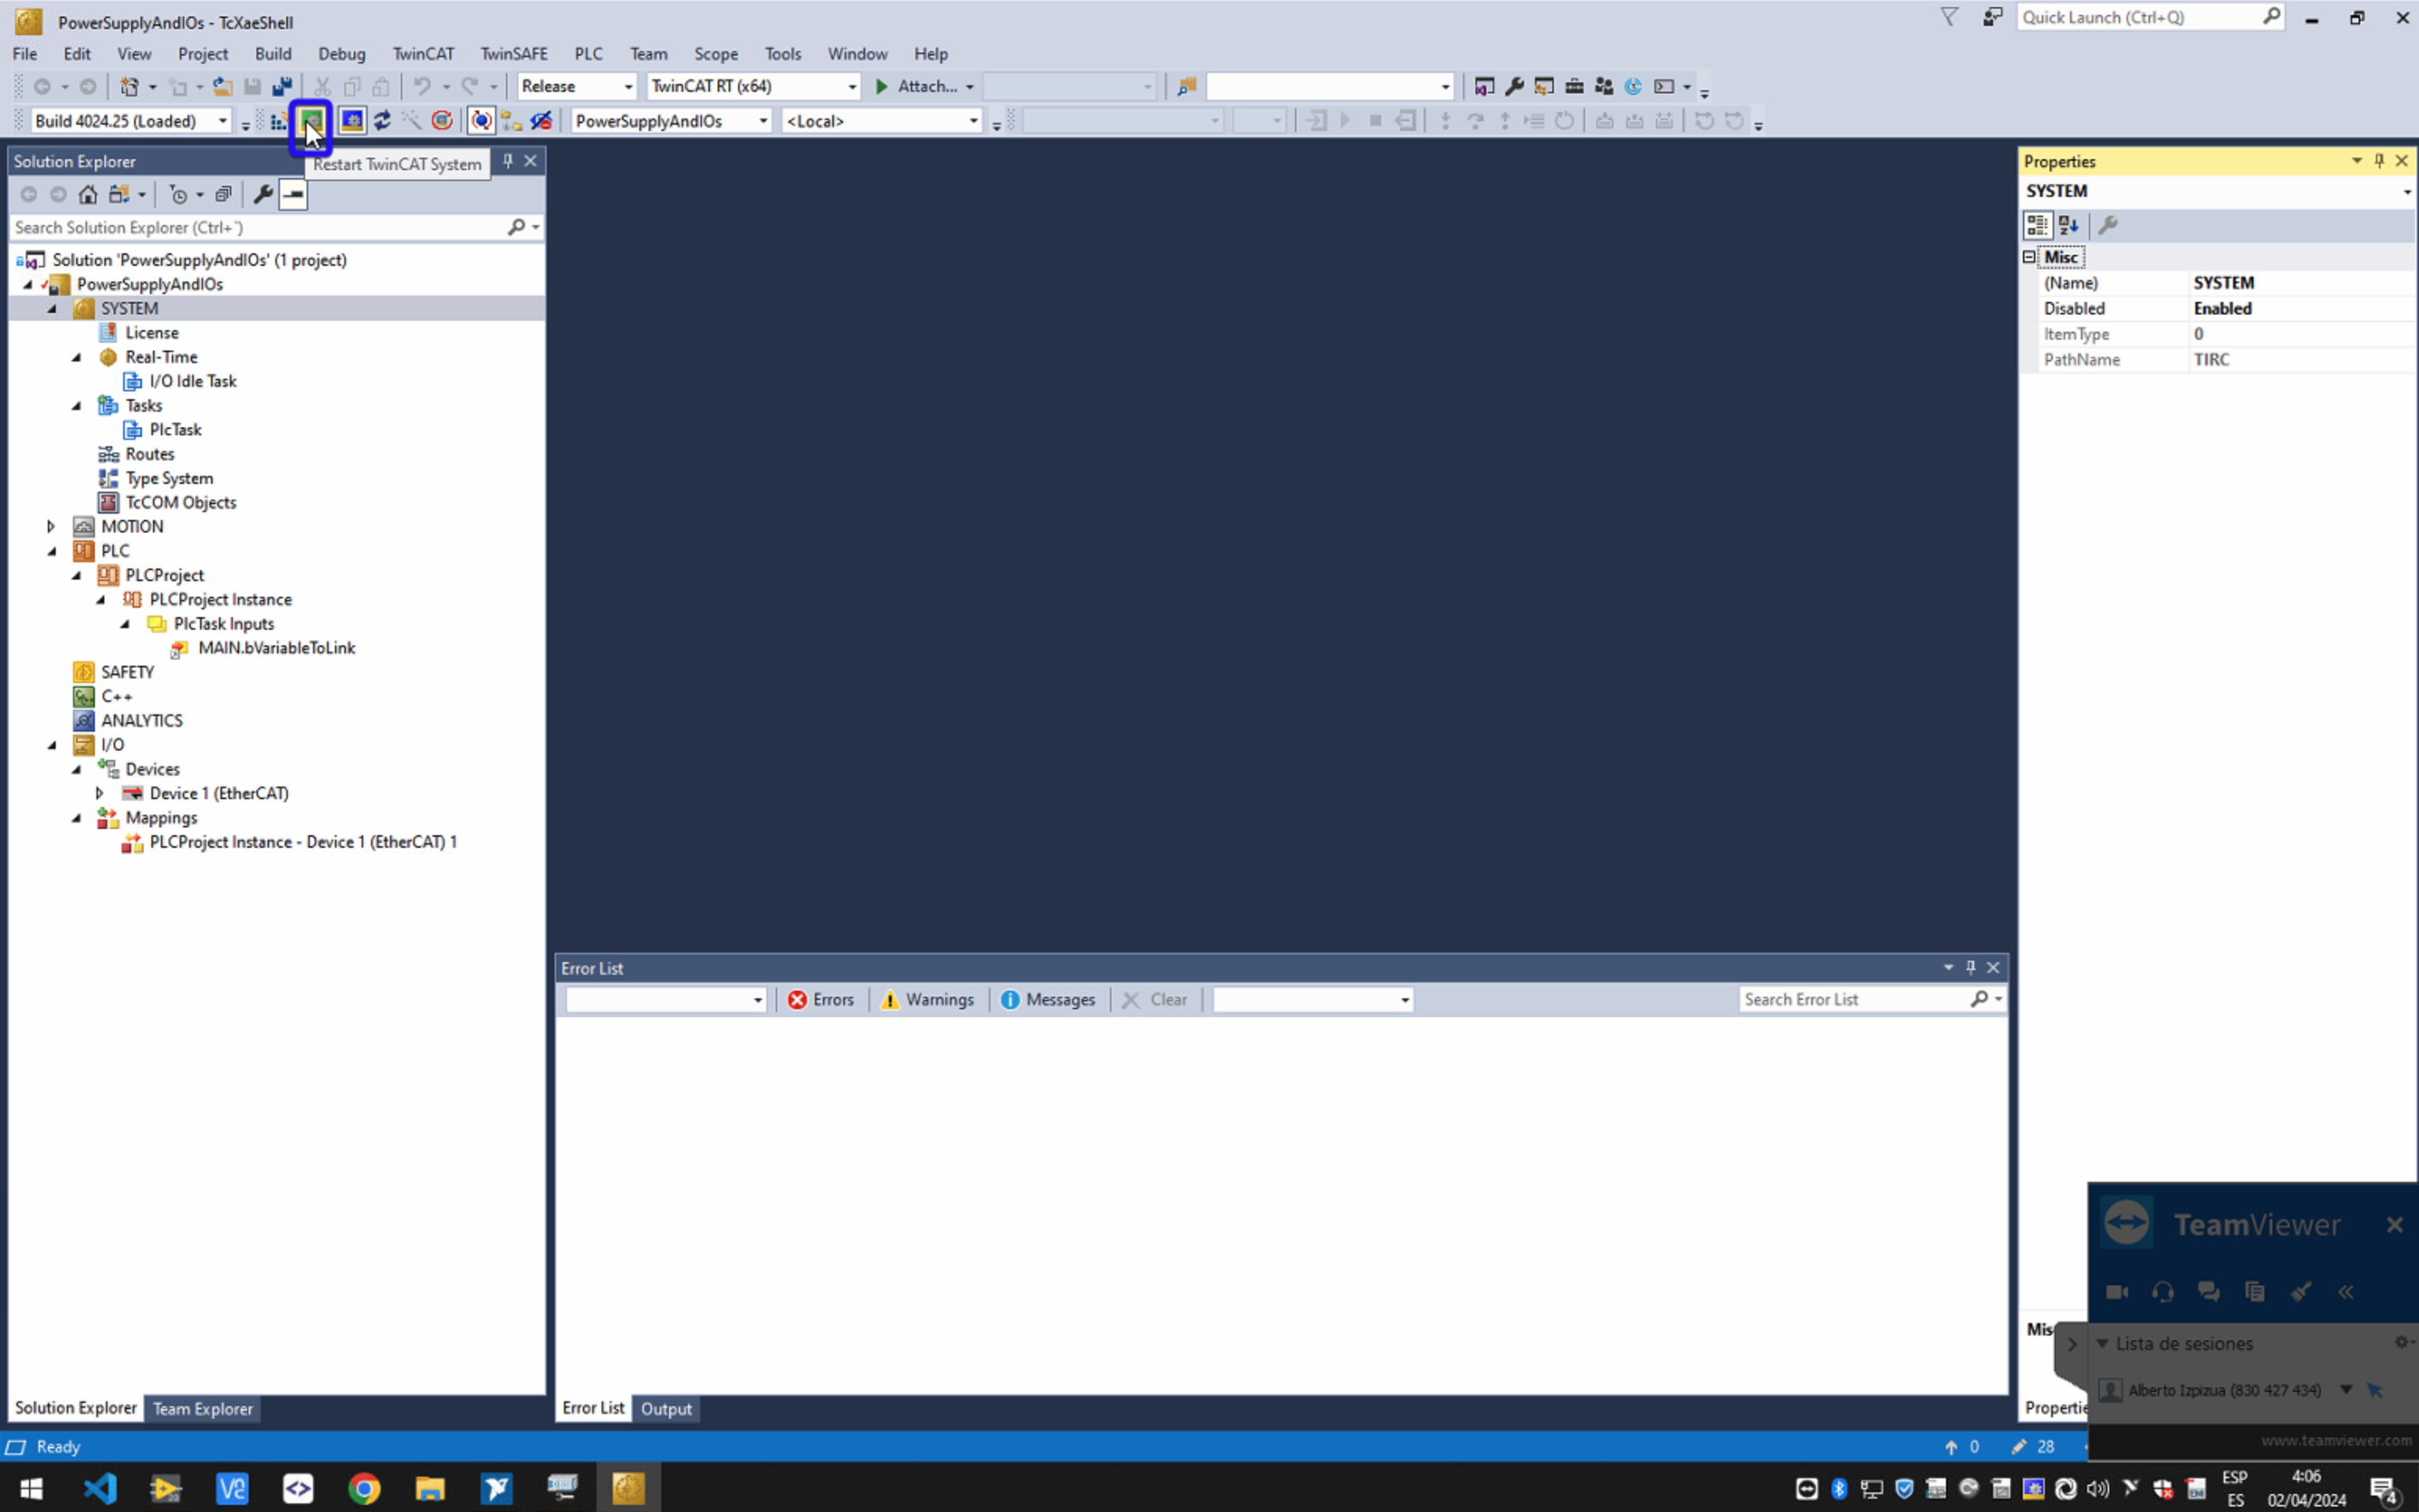 PowerSupplyAndIOs - TcXaeShell
Quick Launch (Ctrl+Q)
File Edit View Project Build Debug TwinCAT TwinSAFE PLC Team Scope Tools Window Help
Release TwinCAT RT (x64) Attach...
Build 4024.25 (Loaded) PowerSupplyAndIOs <Local>
Restart TwinCAT System
Solution Explorer
Search Solution Explorer (Ctrl+`)
Solution 'PowerSupplyAndIOs' (1 project)
PowerSupplyAndIOs
SYSTEM
License
Real-Time
I/O Idle Task
Tasks
PlcTask
Routes
Type System
TcCOM Objects
MOTION
PLC
PLCProject
PLCProject Instance
PlcTask Inputs
MAIN.bVariableToLink
SAFETY
C++
ANALYTICS
I/O
Devices
Device 1 (EtherCAT)
Mappings
PLCProject Instance - Device 1 (EtherCAT) 1
Solution Explorer Team Explorer
Error List
Errors Warnings Messages Clear
Search Error List
Error List Output
Properties
SYSTEM
Misc
(Name) SYSTEM
Disabled Enabled
ItemType 0
PathName TIRC
Mis
Propertie
TeamViewer
Lista de sesiones
Alberto Izpizua (830 427 434)
www.teamviewer.com
Ready
0 28
ESP
ES
4:06
02/04/2024
4